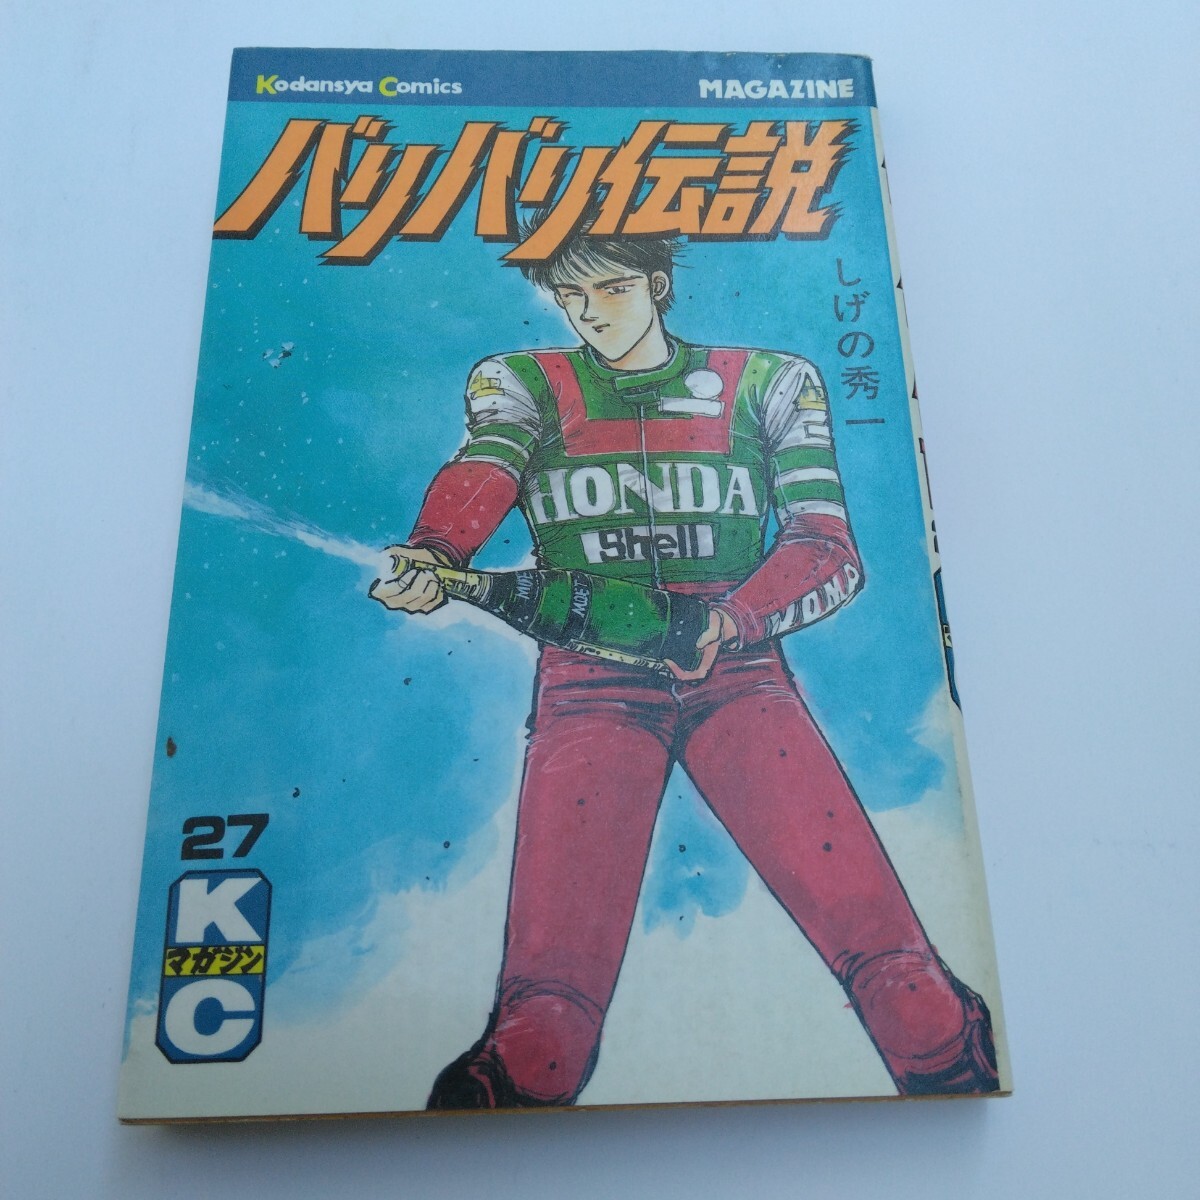 Kodansya Comics
MAGAZINE
バリバリ伝説
しげの秀一
HONDA
Shell
MOET
27
K
マガジン
C